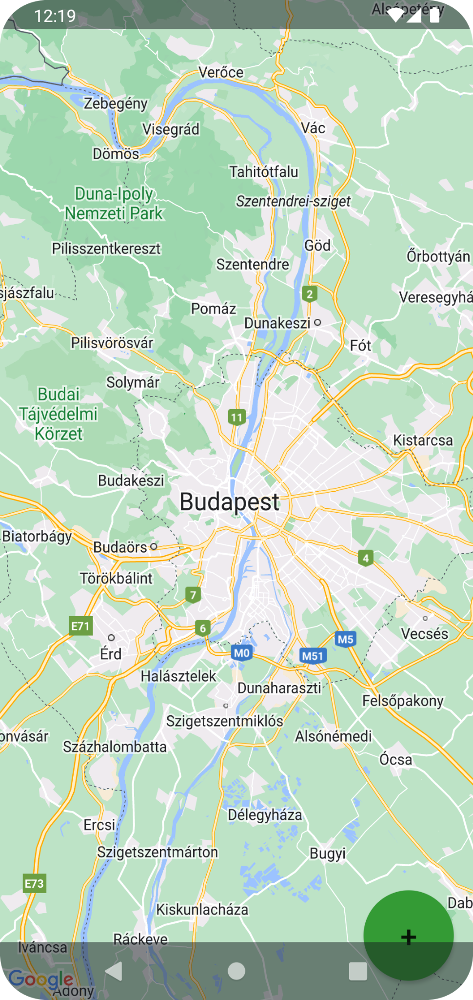 12:19
Alsópetény
Verőce
Zebegény
Visegrád
Vác
Dömös
Tahitótfalu
Duna-Ipoly
Nemzeti Park
Szentendrei-sziget
Göd
Pilisszentkereszt
Őrbottyán
Szentendre
sjászfalu
2
Veresegyhá
Pomáz
Dunakeszi
Pilisvörösvár
Fót
Solymár
Budai
Tájvédelmi
Körzet
11
Kistarcsa
Budakeszi
Budapest
Biatorbágy
Budaörs
4
Törökbálint
7
E71
6
Vecsés
M5
Érd
M0
M51
Halásztelek
Dunaharaszti
Felsőpakony
Szigetszentmiklós
onvásár
Alsónémedi
Százhalombatta
Ócsa
Délegyháza
Ercsi
Szigetszentmárton
Bugyi
E73
Dab
Kiskunlacháza
+
Ráckeve
Iváncsa
Google
Adony